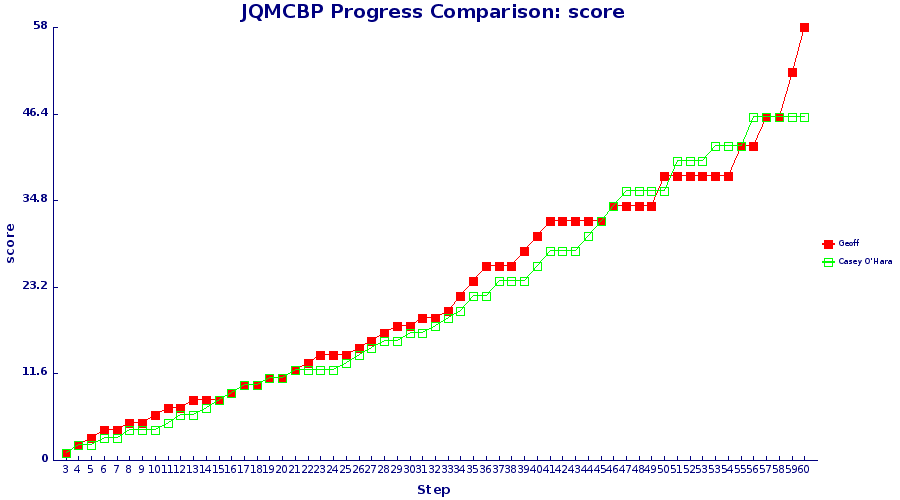 JQMCBP Progress Comparison: score
58
46.4
34.8
23.2
11.6
0
score
3 4 5 6 7 8 9 10 11 12 13 14 15 16 17 18 19 20 21 22 23 24 25 26 27 28 29 30 31 32 33 34 35 36 37 38 39 40 41 42 43 44 45 46 47 48 49 50 51 52 53 54 55 56 57 58 59 60
Step
Geoff
Casey O'Hara